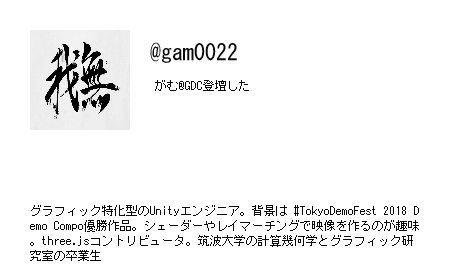 我無
@gam0022
がむ@GDC登壇した
グラフィック特化型のUnityエンジニア。背景は #TokyoDemoFest 2018 D
emo Compo優勝作品。シェーダーやレイマーチングで映像を作るのが趣味
。three.jsコントリビュータ。筑波大学の計算幾何学とグラフィック研
究室の卒業生